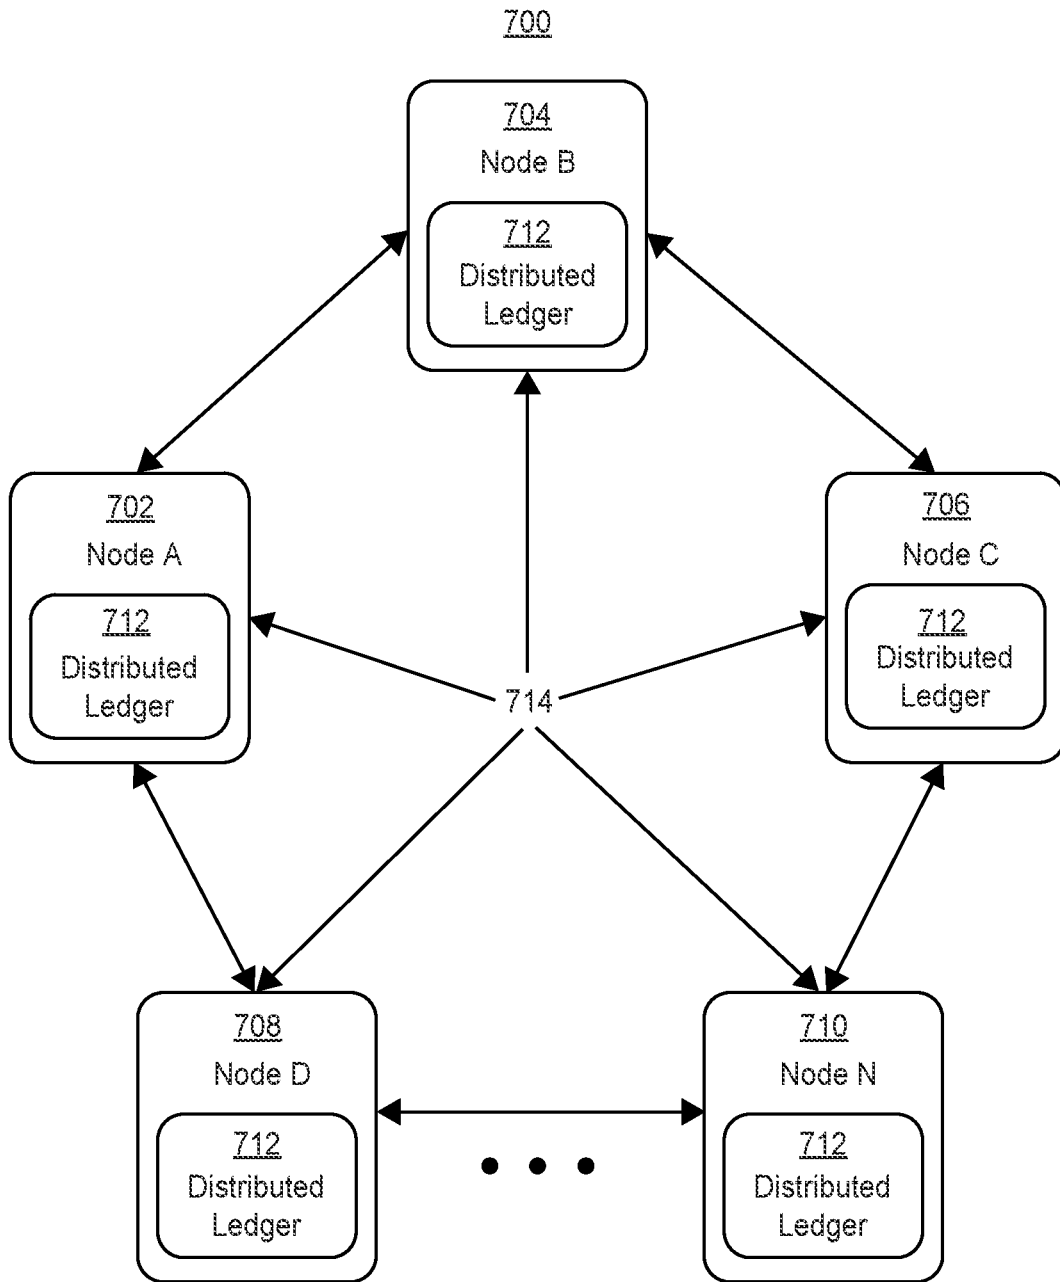 700
704
Node B
712
Distributed
Ledger
702
Node A
712
Distributed
Ledger
706
Node C
712
Distributed
Ledger
714
708
Node D
712
Distributed
Ledger
710
Node N
712
Distributed
Ledger